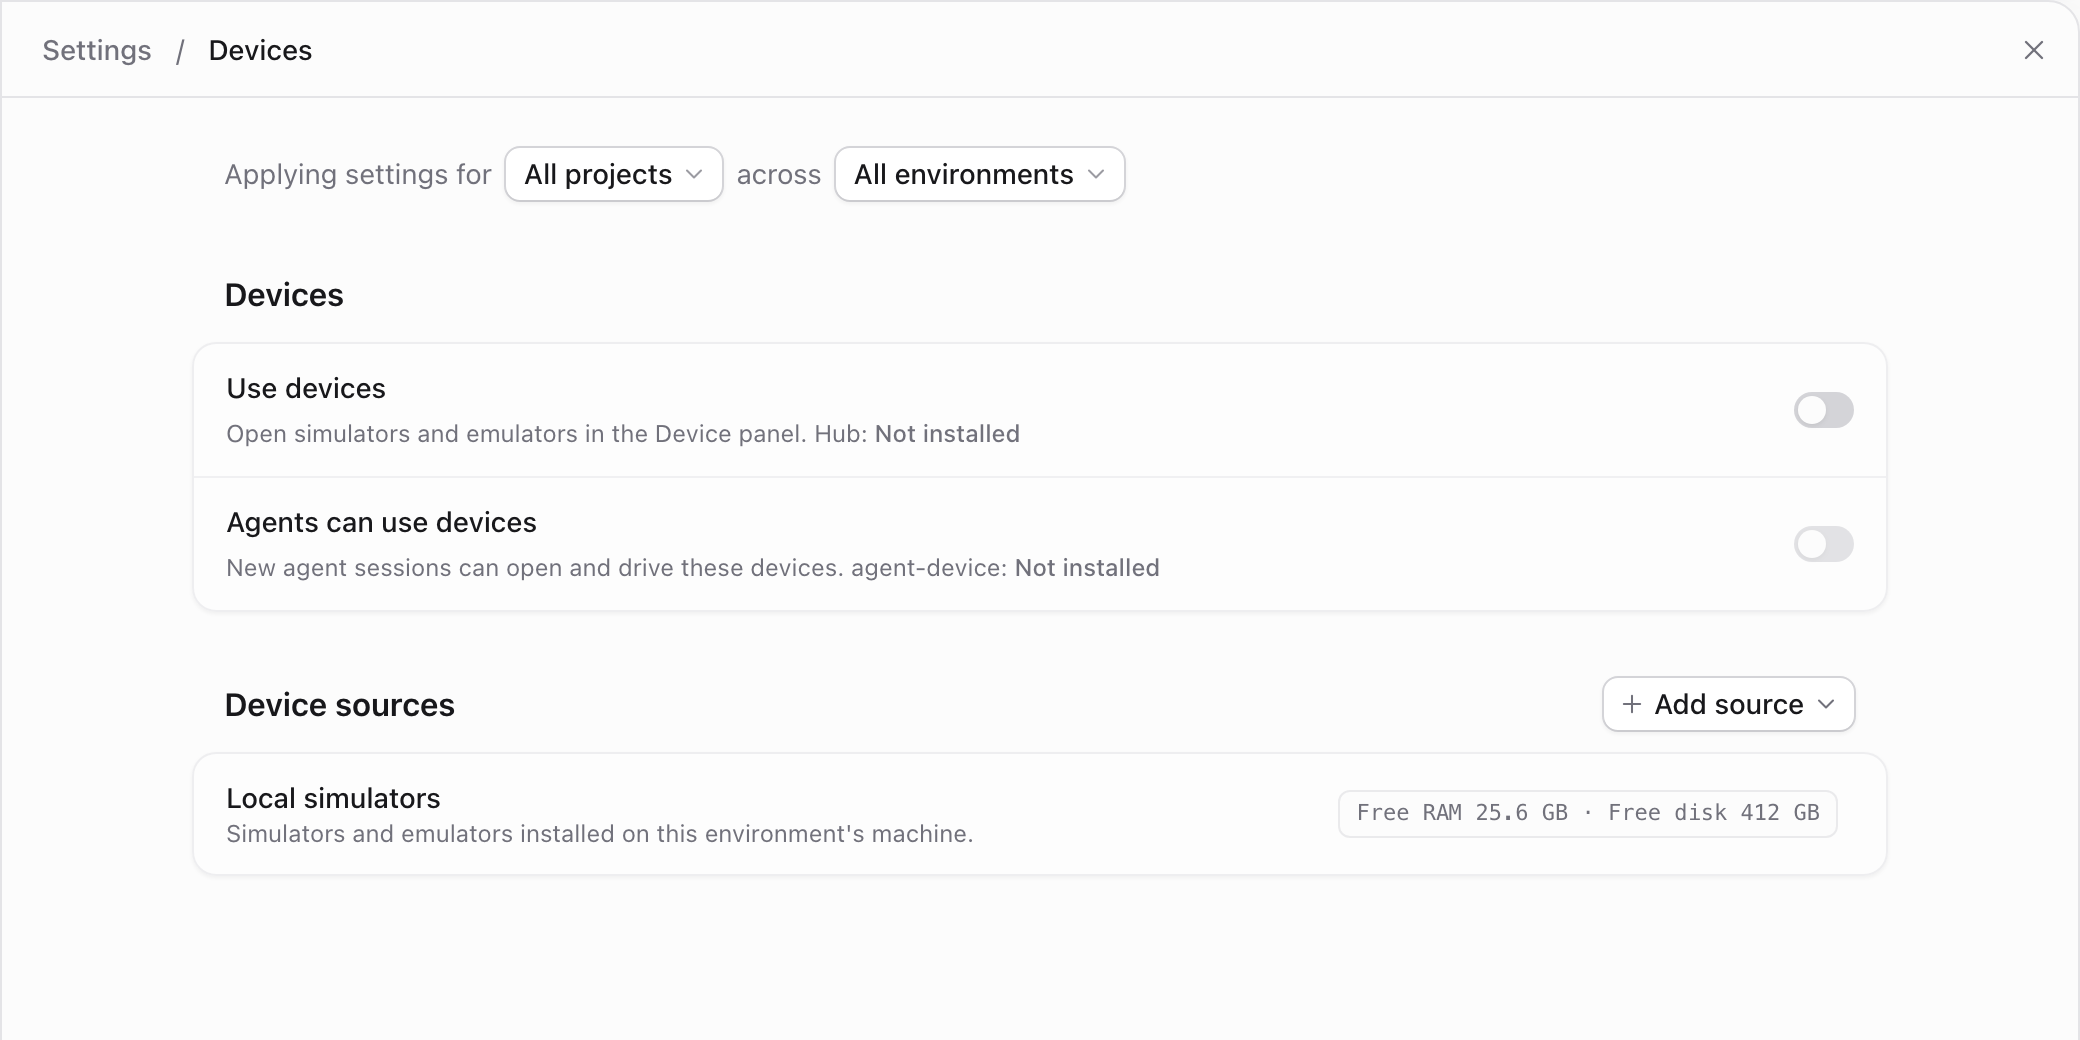 Settings / Devices
Applying settings for All projects across All environments
Devices
Use devices
Open simulators and emulators in the Device panel. Hub: Not installed
Agents can use devices
New agent sessions can open and drive these devices. agent-device: Not installed
Device sources
+ Add source
Local simulators
Simulators and emulators installed on this environment's machine.
Free RAM 25.6 GB · Free disk 412 GB